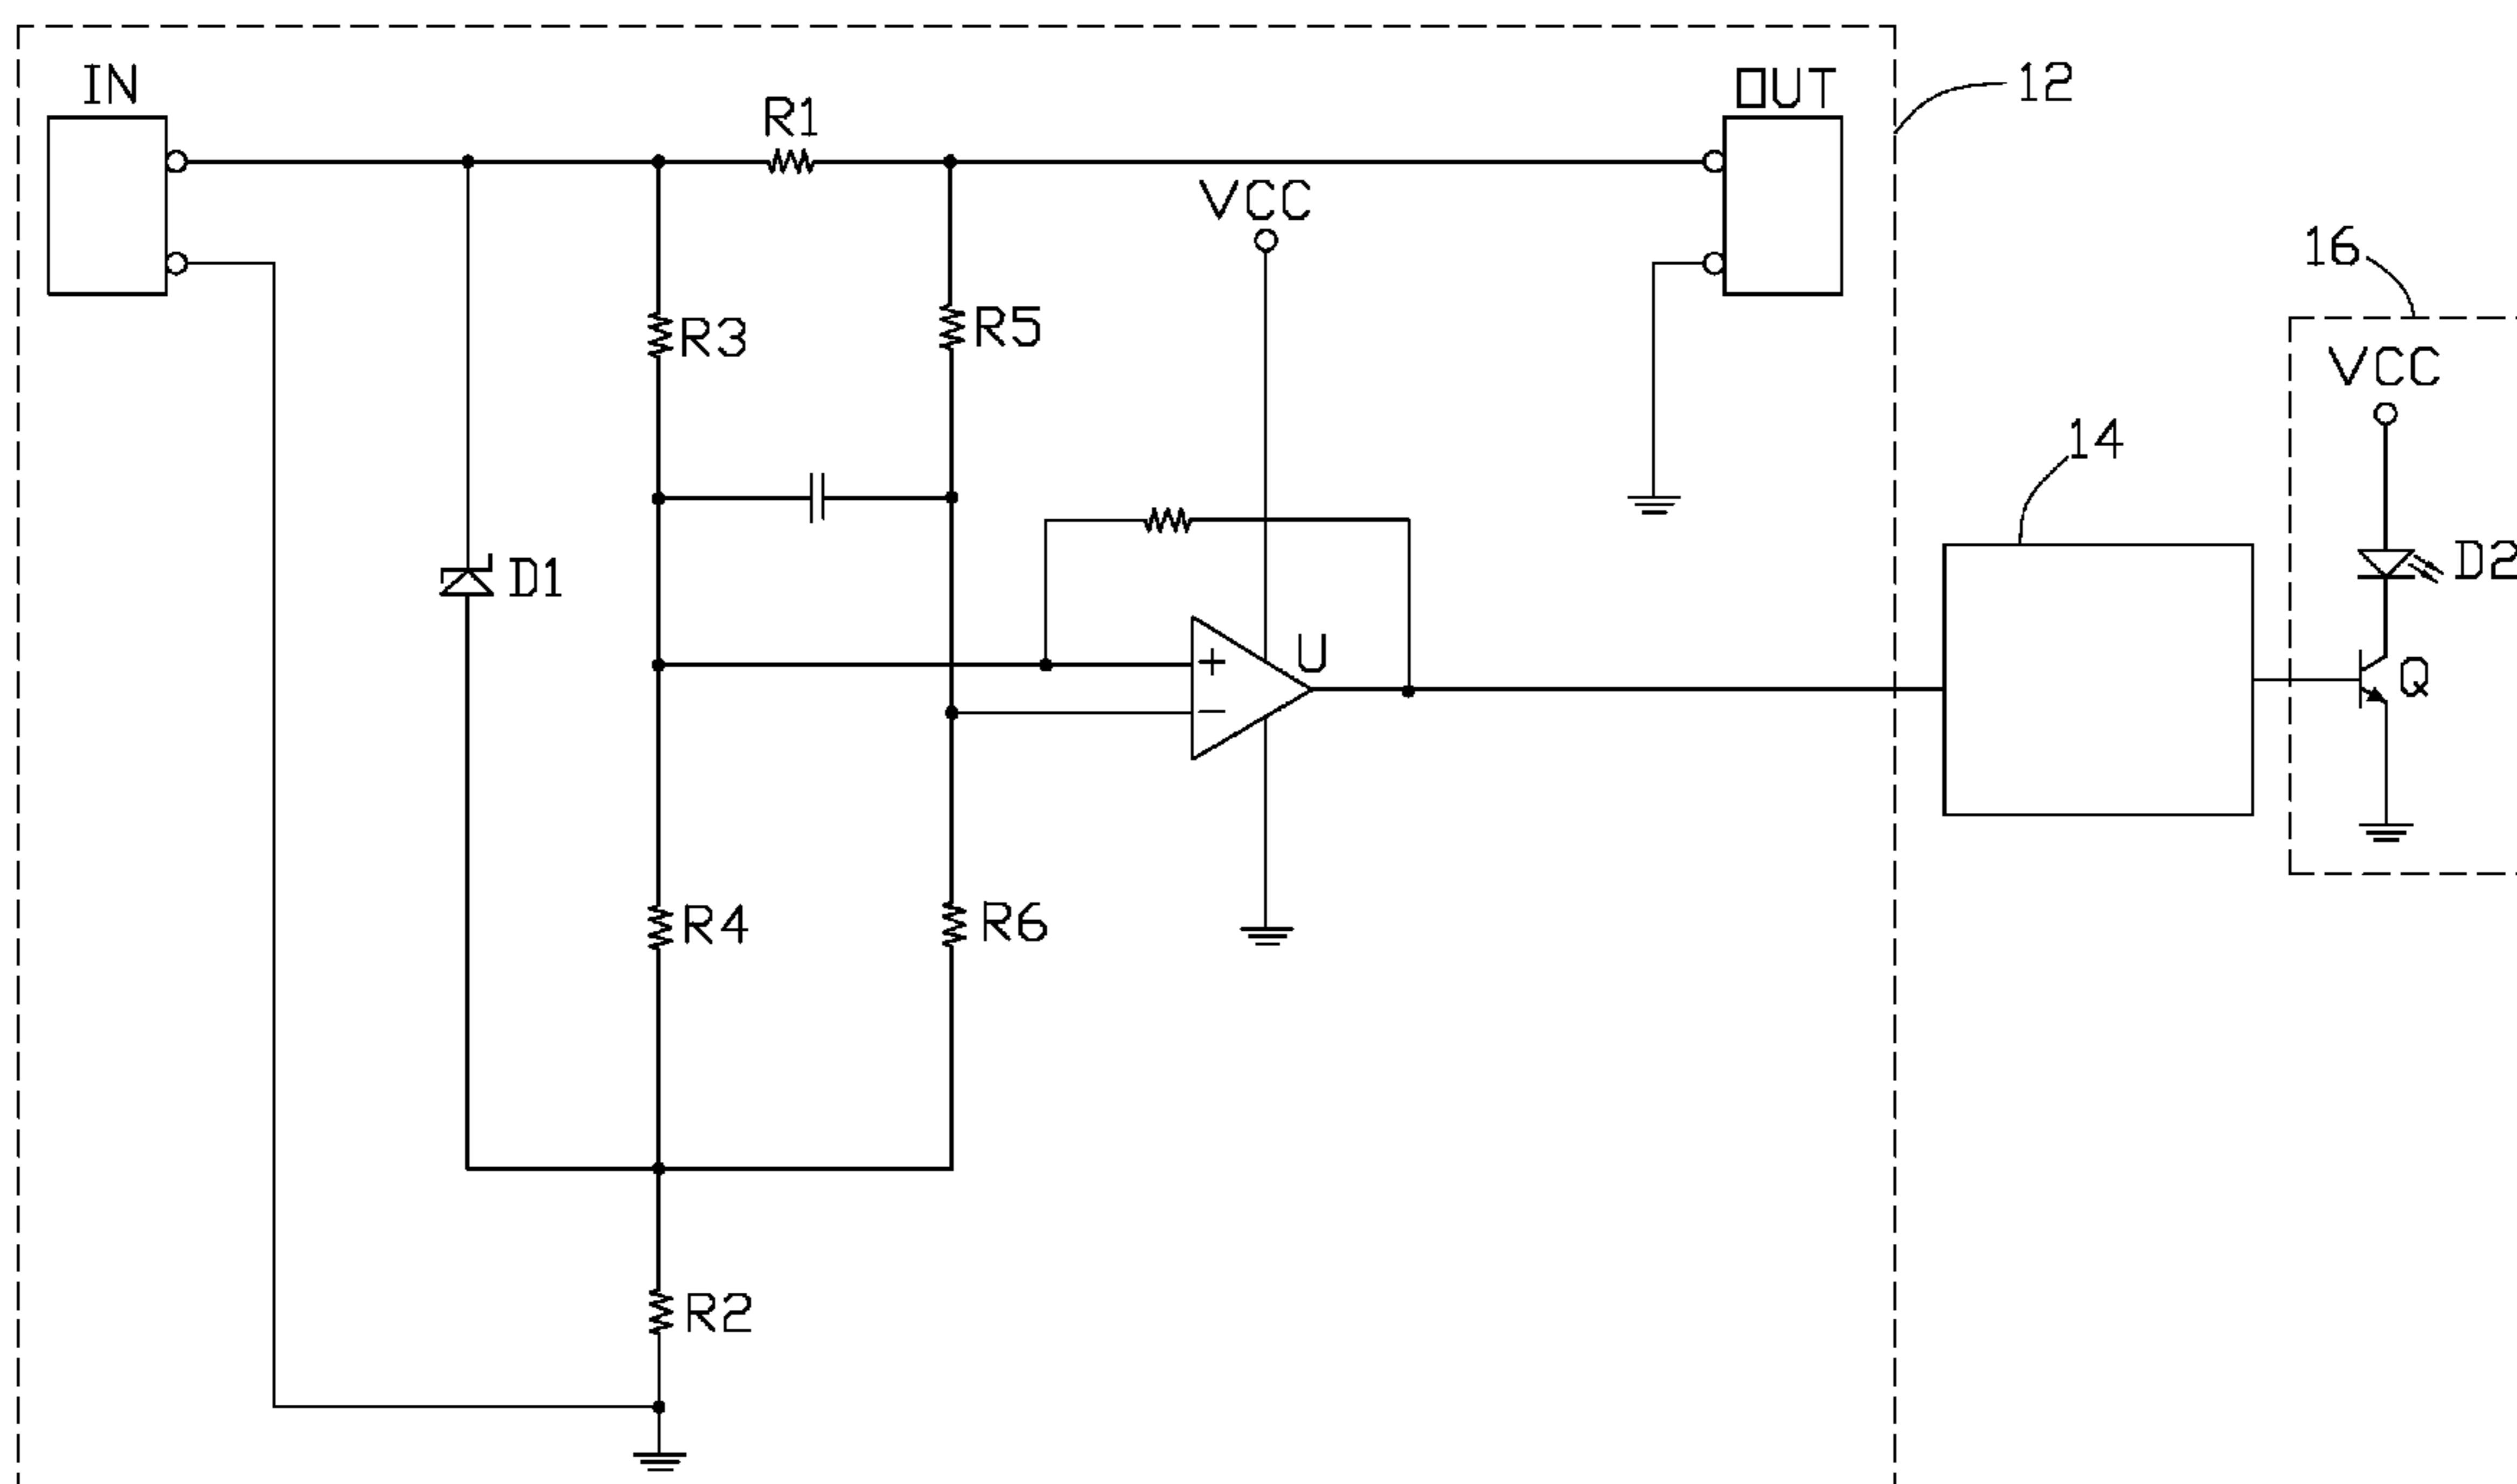 IN
OUT
12
R1
VCC
16
R3
R5
VCC
14
D1
D2
U
+
−
Q
R4
R6
R2